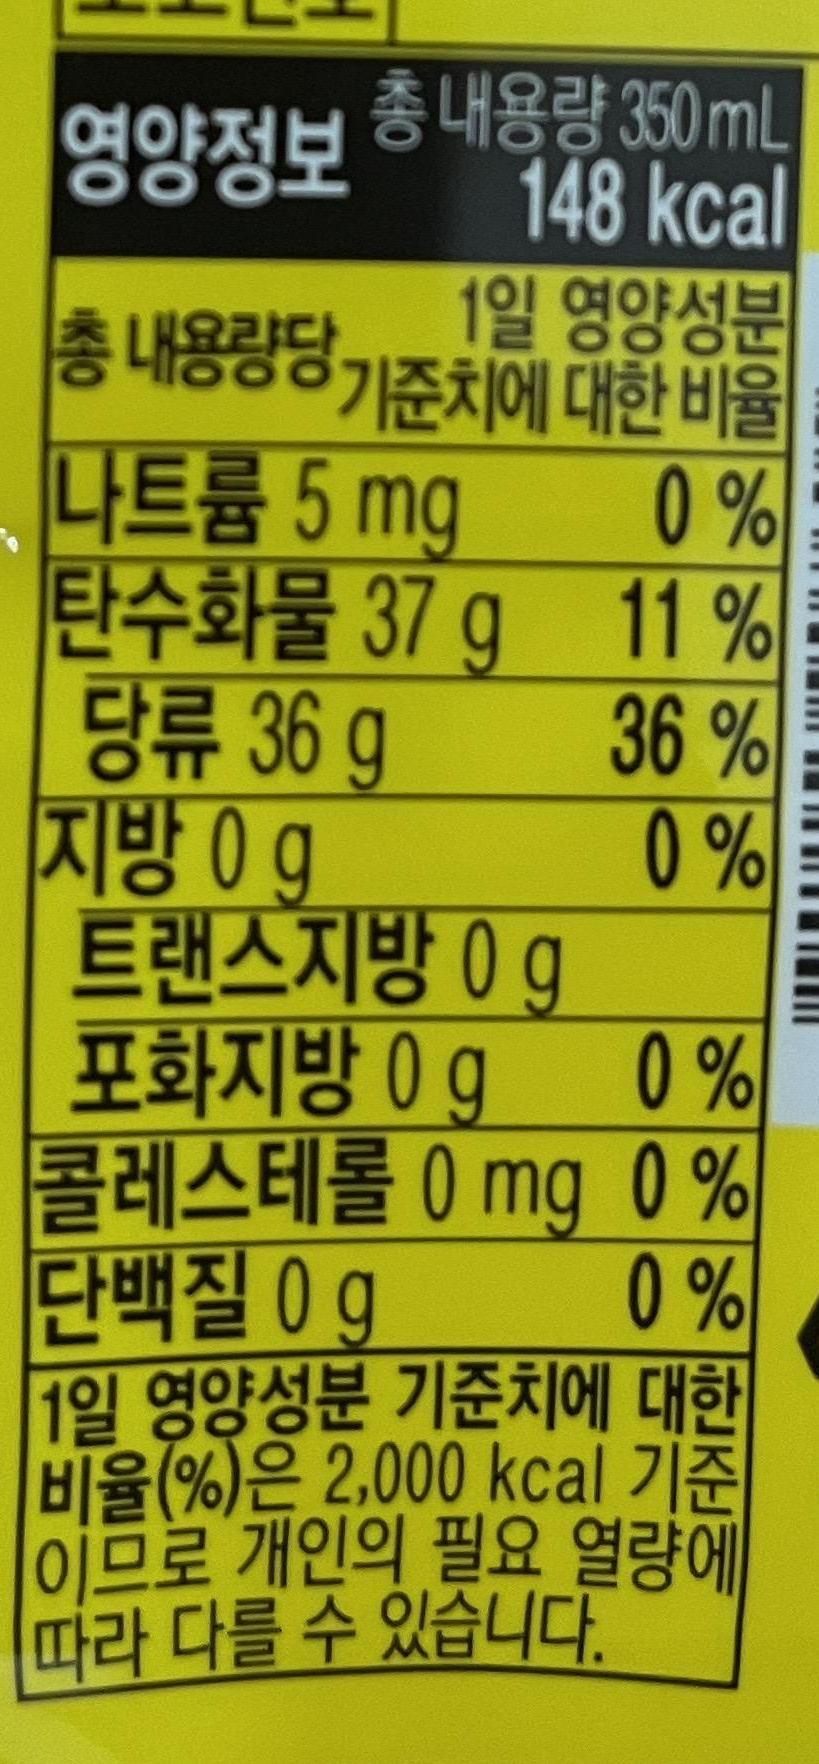 영양정보 총 내용량 350 mL
148 kcal
총 내용량당 1일 영양성분
기준치에 대한 비율
나트륨 5 mg 0 %
탄수화물 37 g 11 %
당류 36 g 36 %
지방 0 g 0 %
트랜스지방 0 g
포화지방 0 g 0 %
콜레스테롤 0 mg 0 %
단백질 0 g 0 %
1일 영양성분 기준치에 대한
비율(%)은 2,000 kcal 기준
이므로 개인의 필요 열량에
따라 다를 수 있습니다.